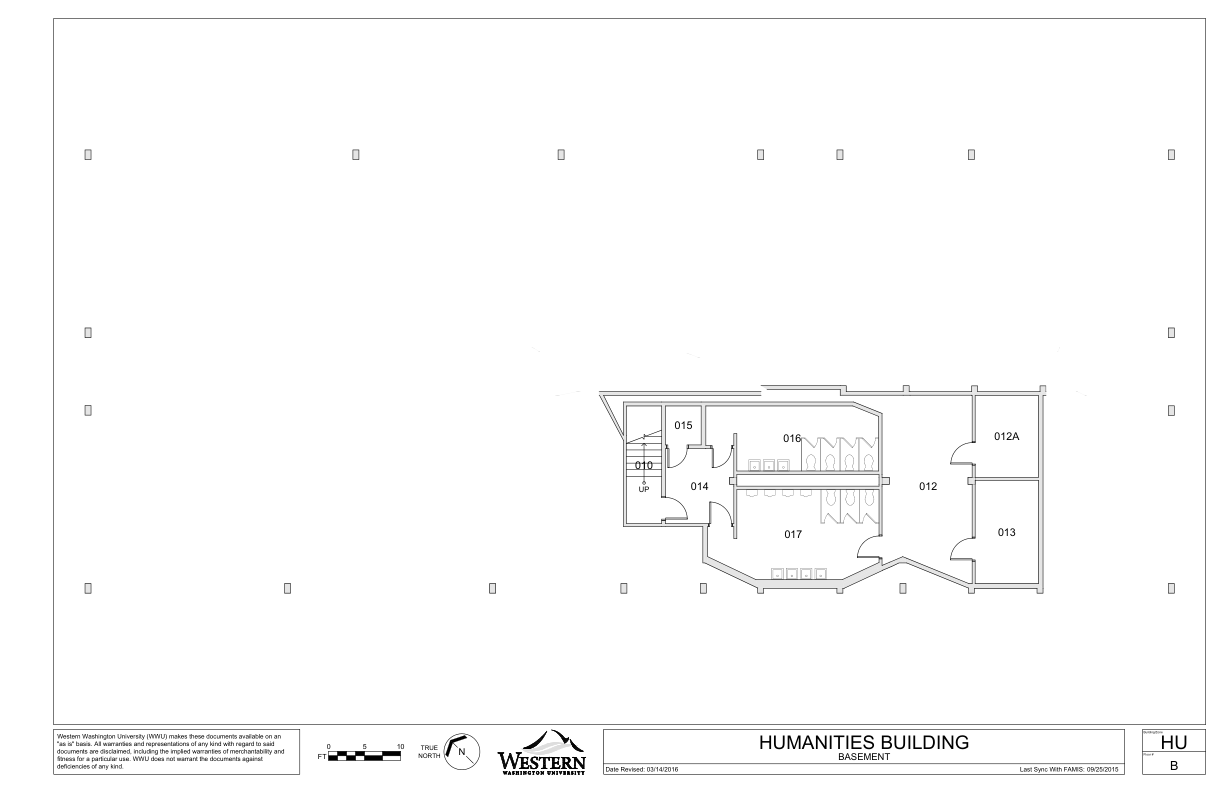 015
016
012A
010
014
012
UP
017
013
Western Washington University (WWU) makes these documents available on an
"as is" basis. All warranties and representations of any kind with regard to said
documents are disclaimed, including the implied warranties of merchantability and
fitness for a particular use. WWU does not warrant the documents against
deficiencies of any kind.
0 5 10
FT
TRUE
NORTH
N
WESTERN
WASHINGTON UNIVERSITY
HUMANITIES BUILDING
BASEMENT
Date Revised: 03/14/2016
Last Sync With FAMIS: 09/25/2015
HU
B